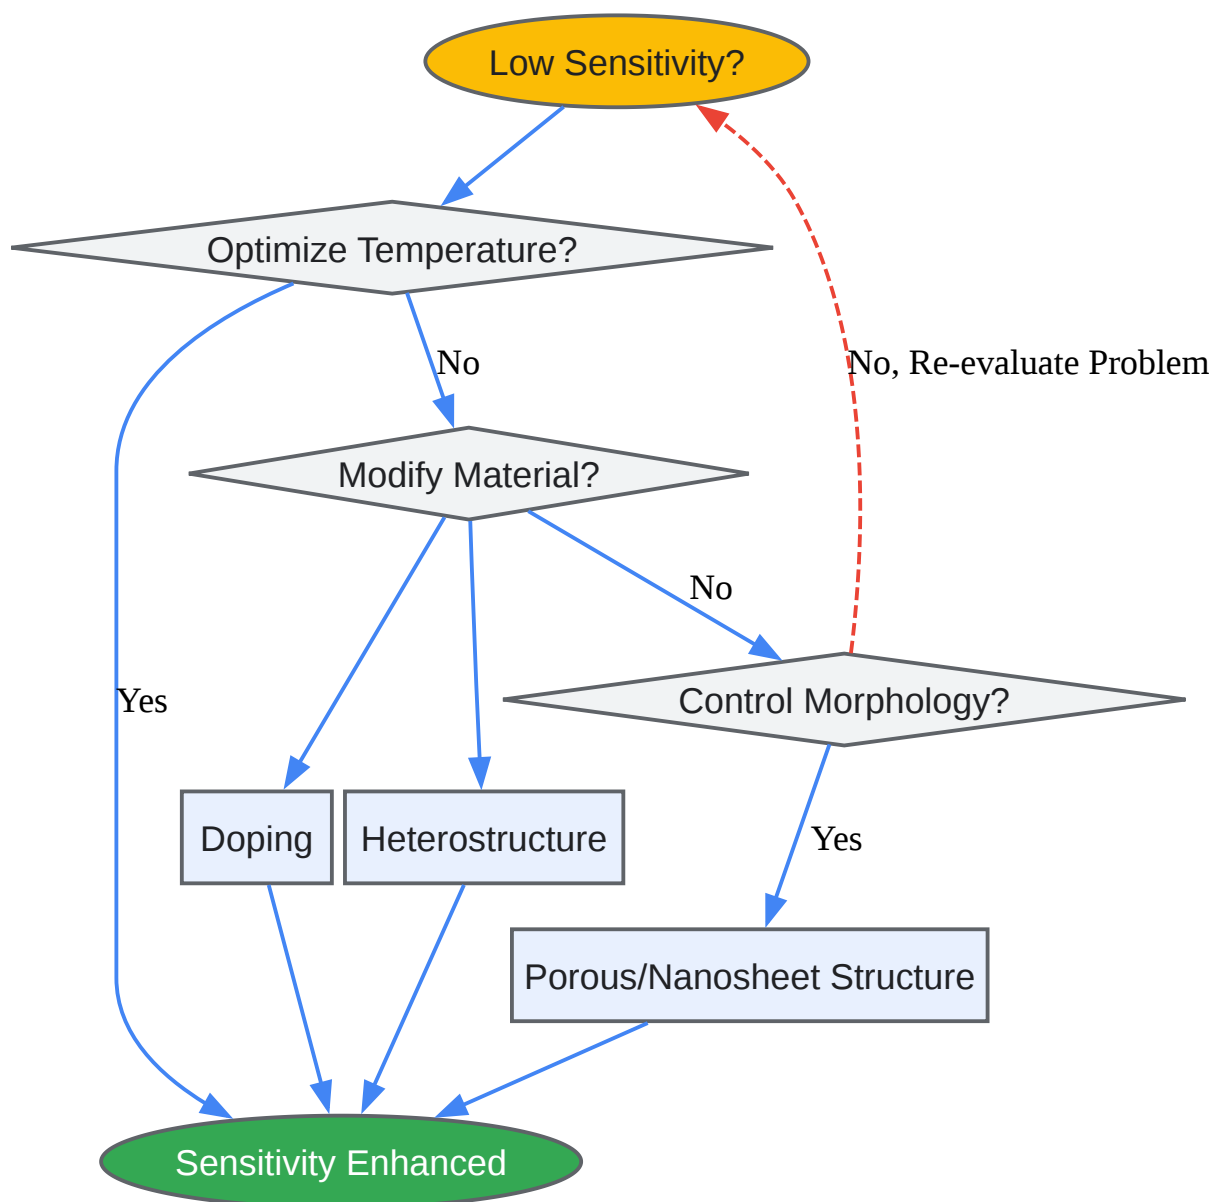 Low Sensitivity?
Optimize Temperature?
No
No, Re-evaluate Problem
Modify Material?
No
Yes
Control Morphology?
Doping
Heterostructure
Yes
Porous/Nanosheet Structure
Sensitivity Enhanced